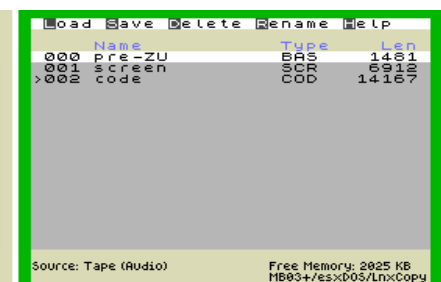 Load Save Delete Rename Help
Name Type Len
000 pre-ZU BAS 1481
001 screen SCR 6912
>002 code COD 14167
Source: Tape (Audio) Free Memory: 2025 KB
MB03+/esxDOS/LnxCopy